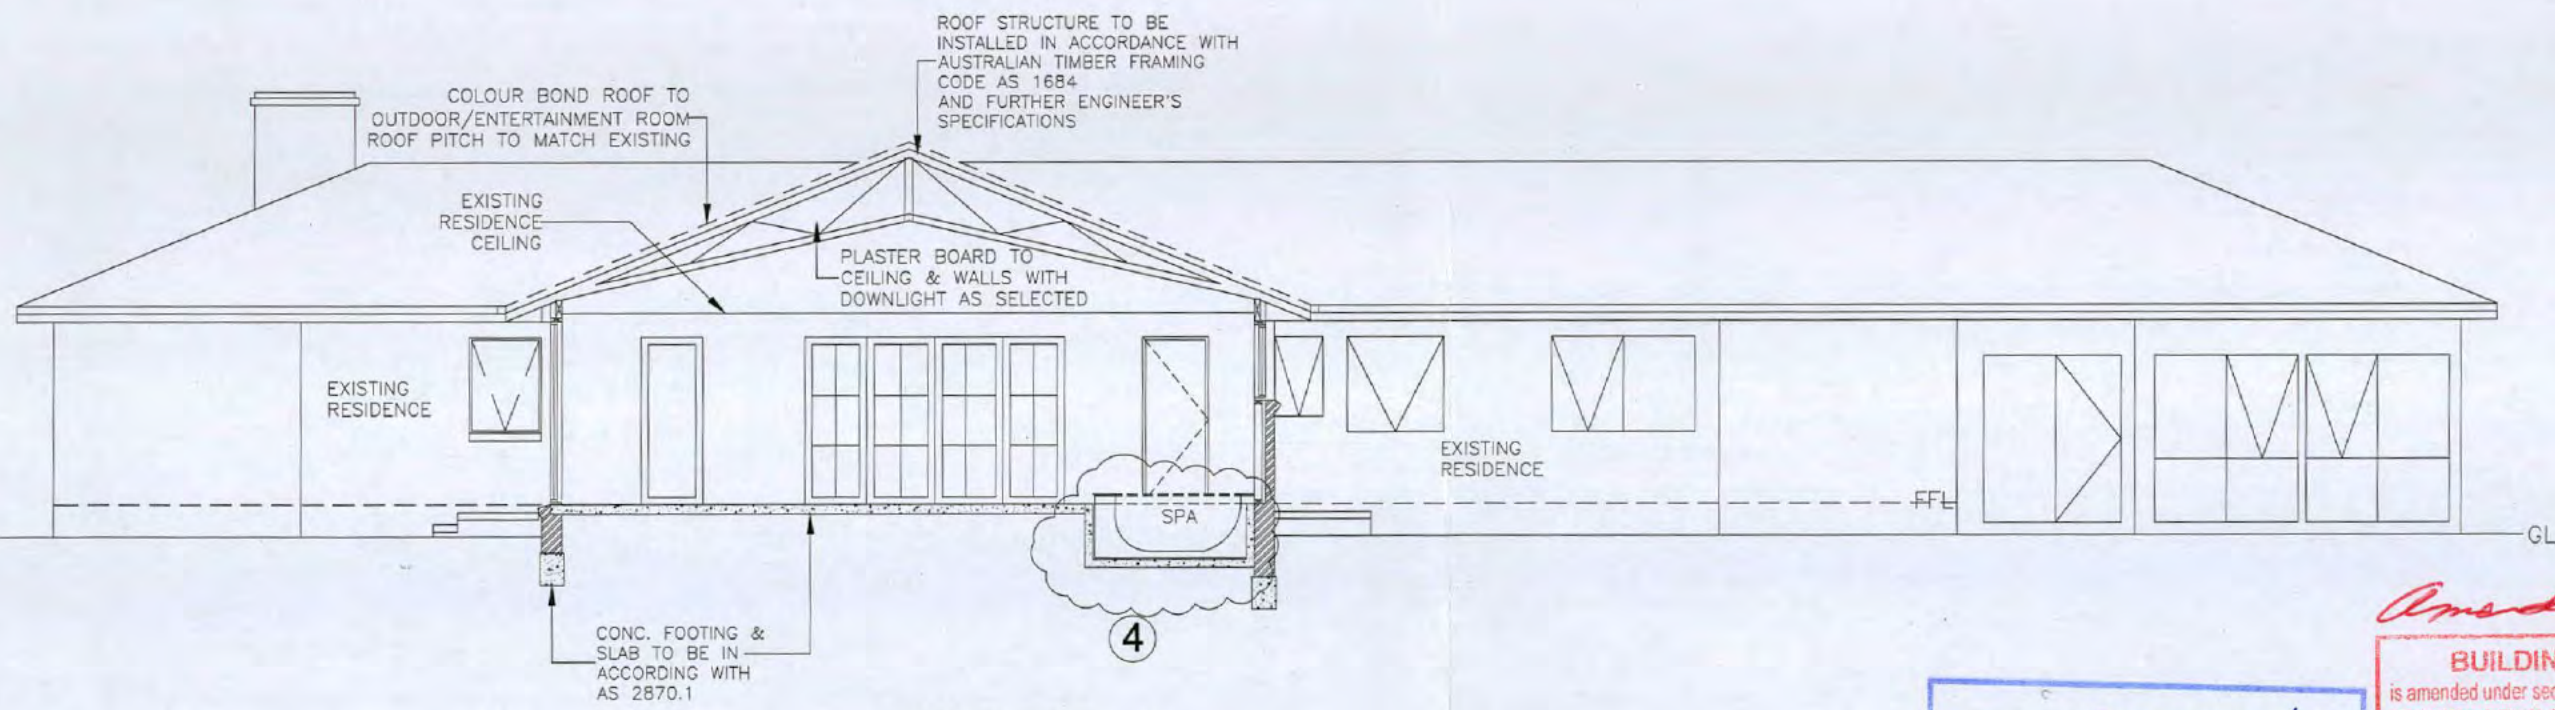 ROOF STRUCTURE TO BE
INSTALLED IN ACCORDANCE WITH
AUSTRALIAN TIMBER FRAMING
CODE AS 1684
AND FURTHER ENGINEER'S
SPECIFICATIONS
COLOUR BOND ROOF TO
OUTDOOR/ENTERTAINMENT ROOM
ROOF PITCH TO MATCH EXISTING
EXISTING
RESIDENCE
CEILING
PLASTER BOARD TO
CEILING & WALLS WITH
DOWNLIGHT AS SELECTED
EXISTING
RESIDENCE
EXISTING
RESIDENCE
FFL
SPA
GL
4
CONC. FOOTING &
SLAB TO BE IN
ACCORDING WITH
AS 2870.1
BUILDIN
is amended under sec